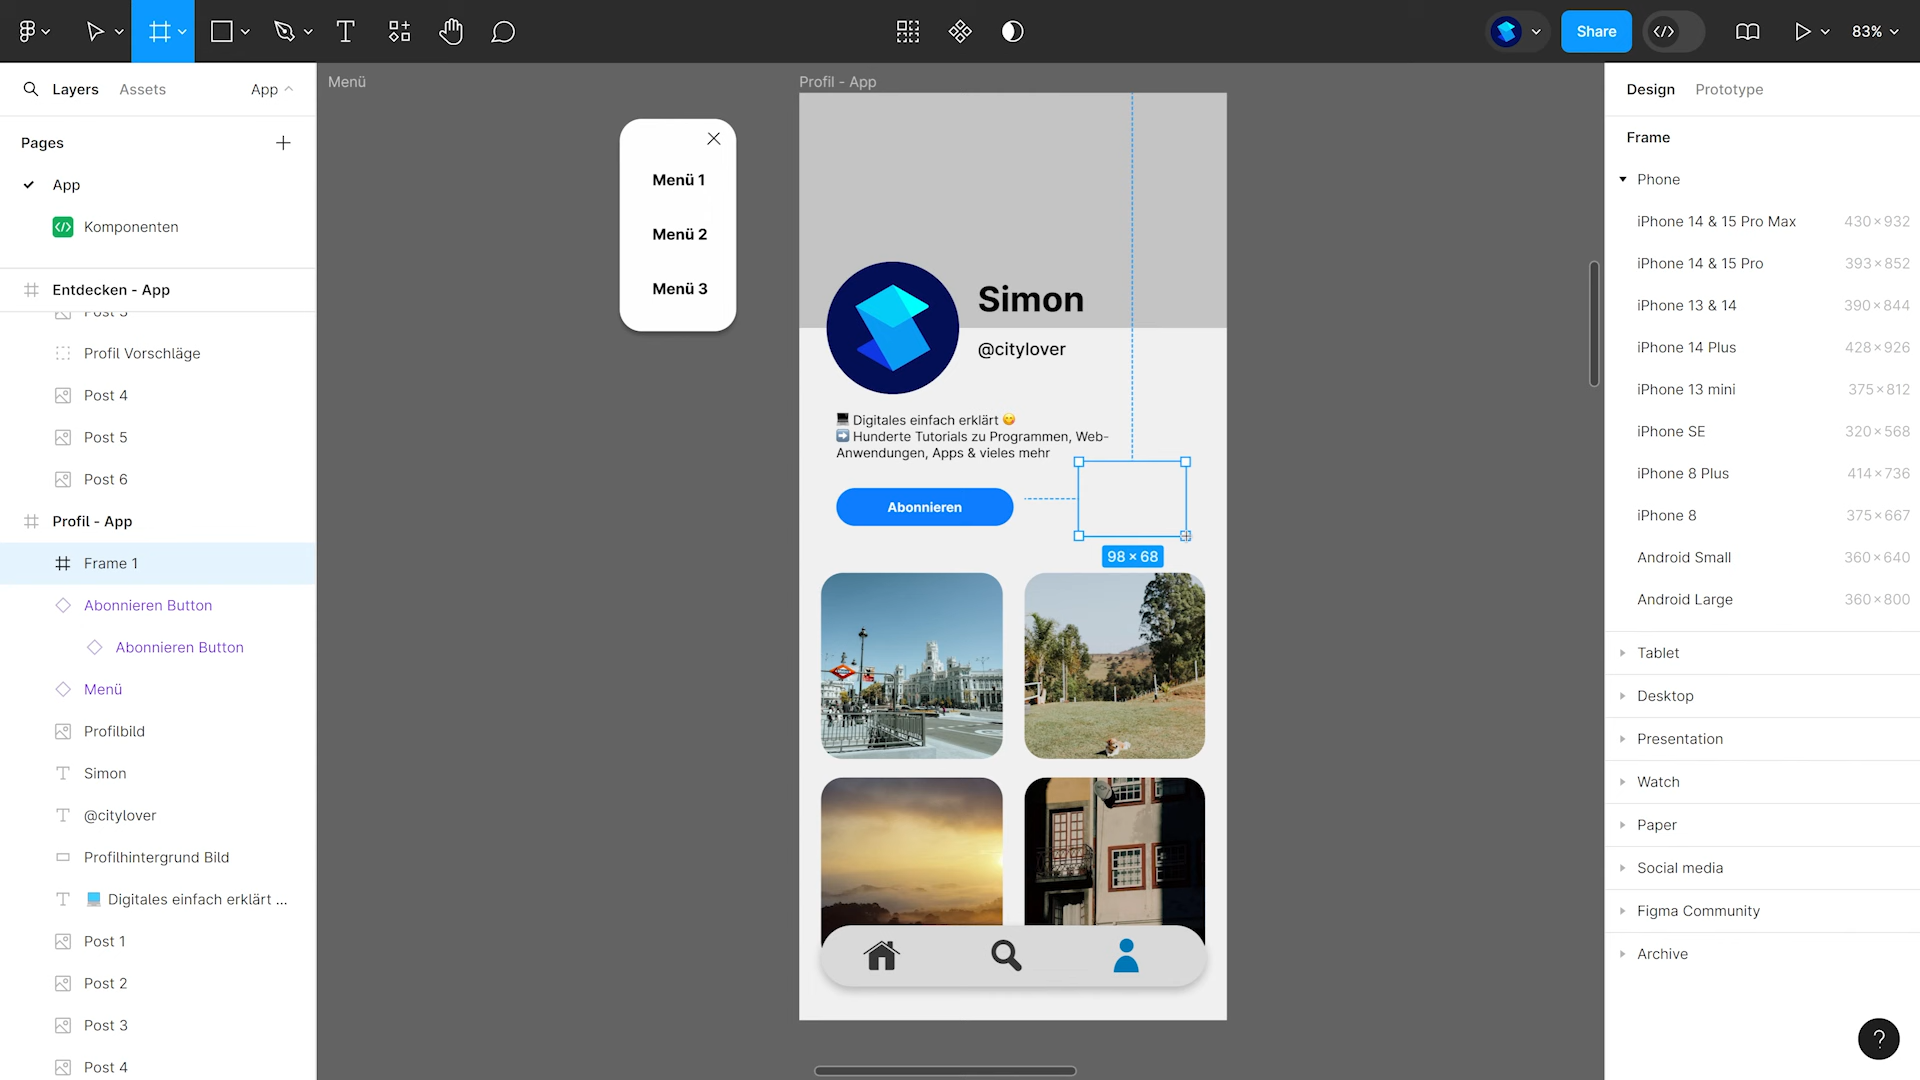 Share
83%
Layers
Assets
App
Pages
App
Komponenten
Entdecken - App
Profil Vorschläge
Post 4
Post 5
Post 6
Profil - App
Frame 1
Abonnieren Button
Abonnieren Button
Menü
Profilbild
Simon
@citylover
Profilhintergrund Bild
💻 Digitales einfach erklärt ...
Post 1
Post 2
Post 3
Post 4
Menü
Menü 1
Menü 2
Menü 3
Profil - App
Simon
@citylover
💻 Digitales einfach erklärt 😋
➡️ Hunderte Tutorials zu Programmen, Web-
Anwendungen, Apps & vieles mehr
Abonnieren
98 × 68
Design
Prototype
Frame
Phone
iPhone 14 & 15 Pro Max 430×932
iPhone 14 & 15 Pro 393×852
iPhone 13 & 14 390×844
iPhone 14 Plus 428×926
iPhone 13 mini 375×812
iPhone SE 320×568
iPhone 8 Plus 414×736
iPhone 8 375×667
Android Small 360×640
Android Large 360×800
Tablet
Desktop
Presentation
Watch
Paper
Social media
Figma Community
Archive
?